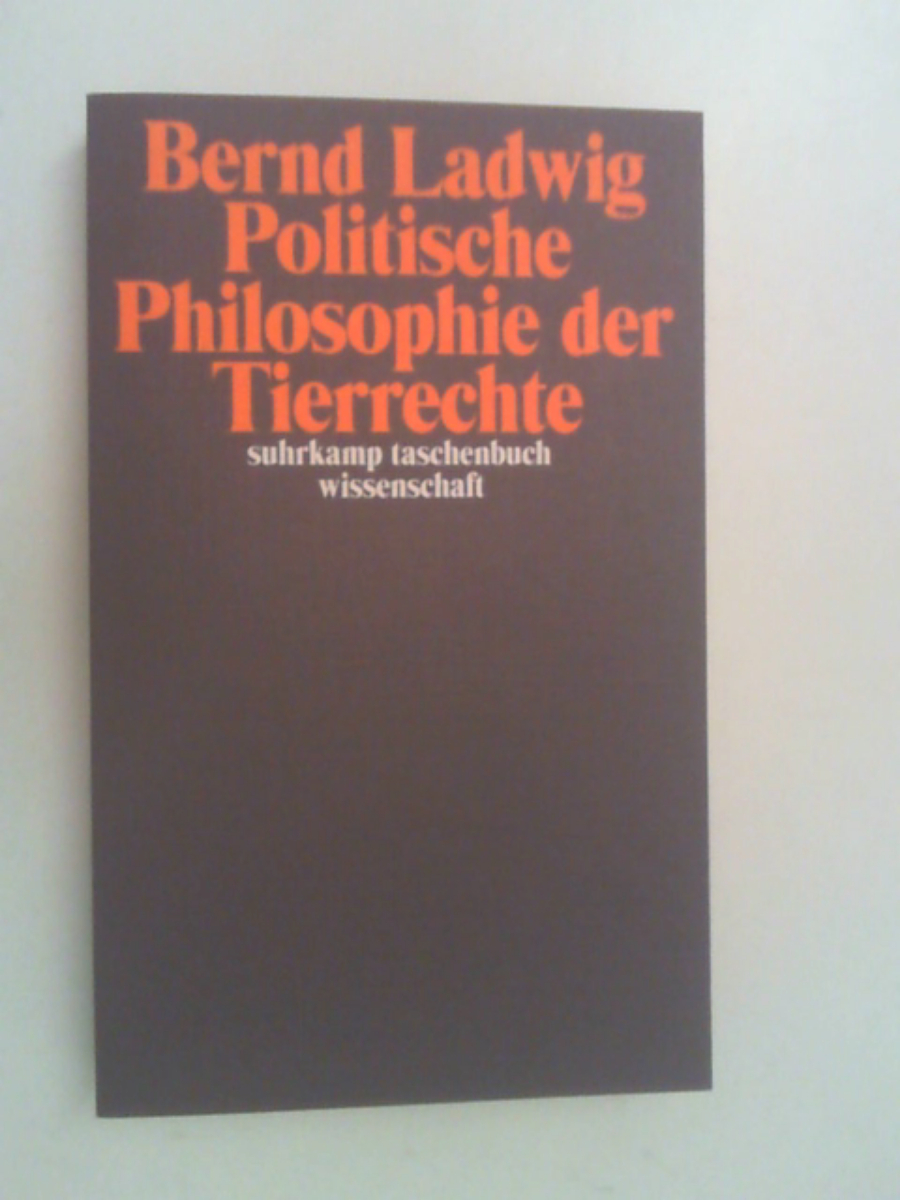 Bernd Ladwig
Politische
Philosophie der
Tierrechte
suhrkamp taschenbuch
wissenschaft